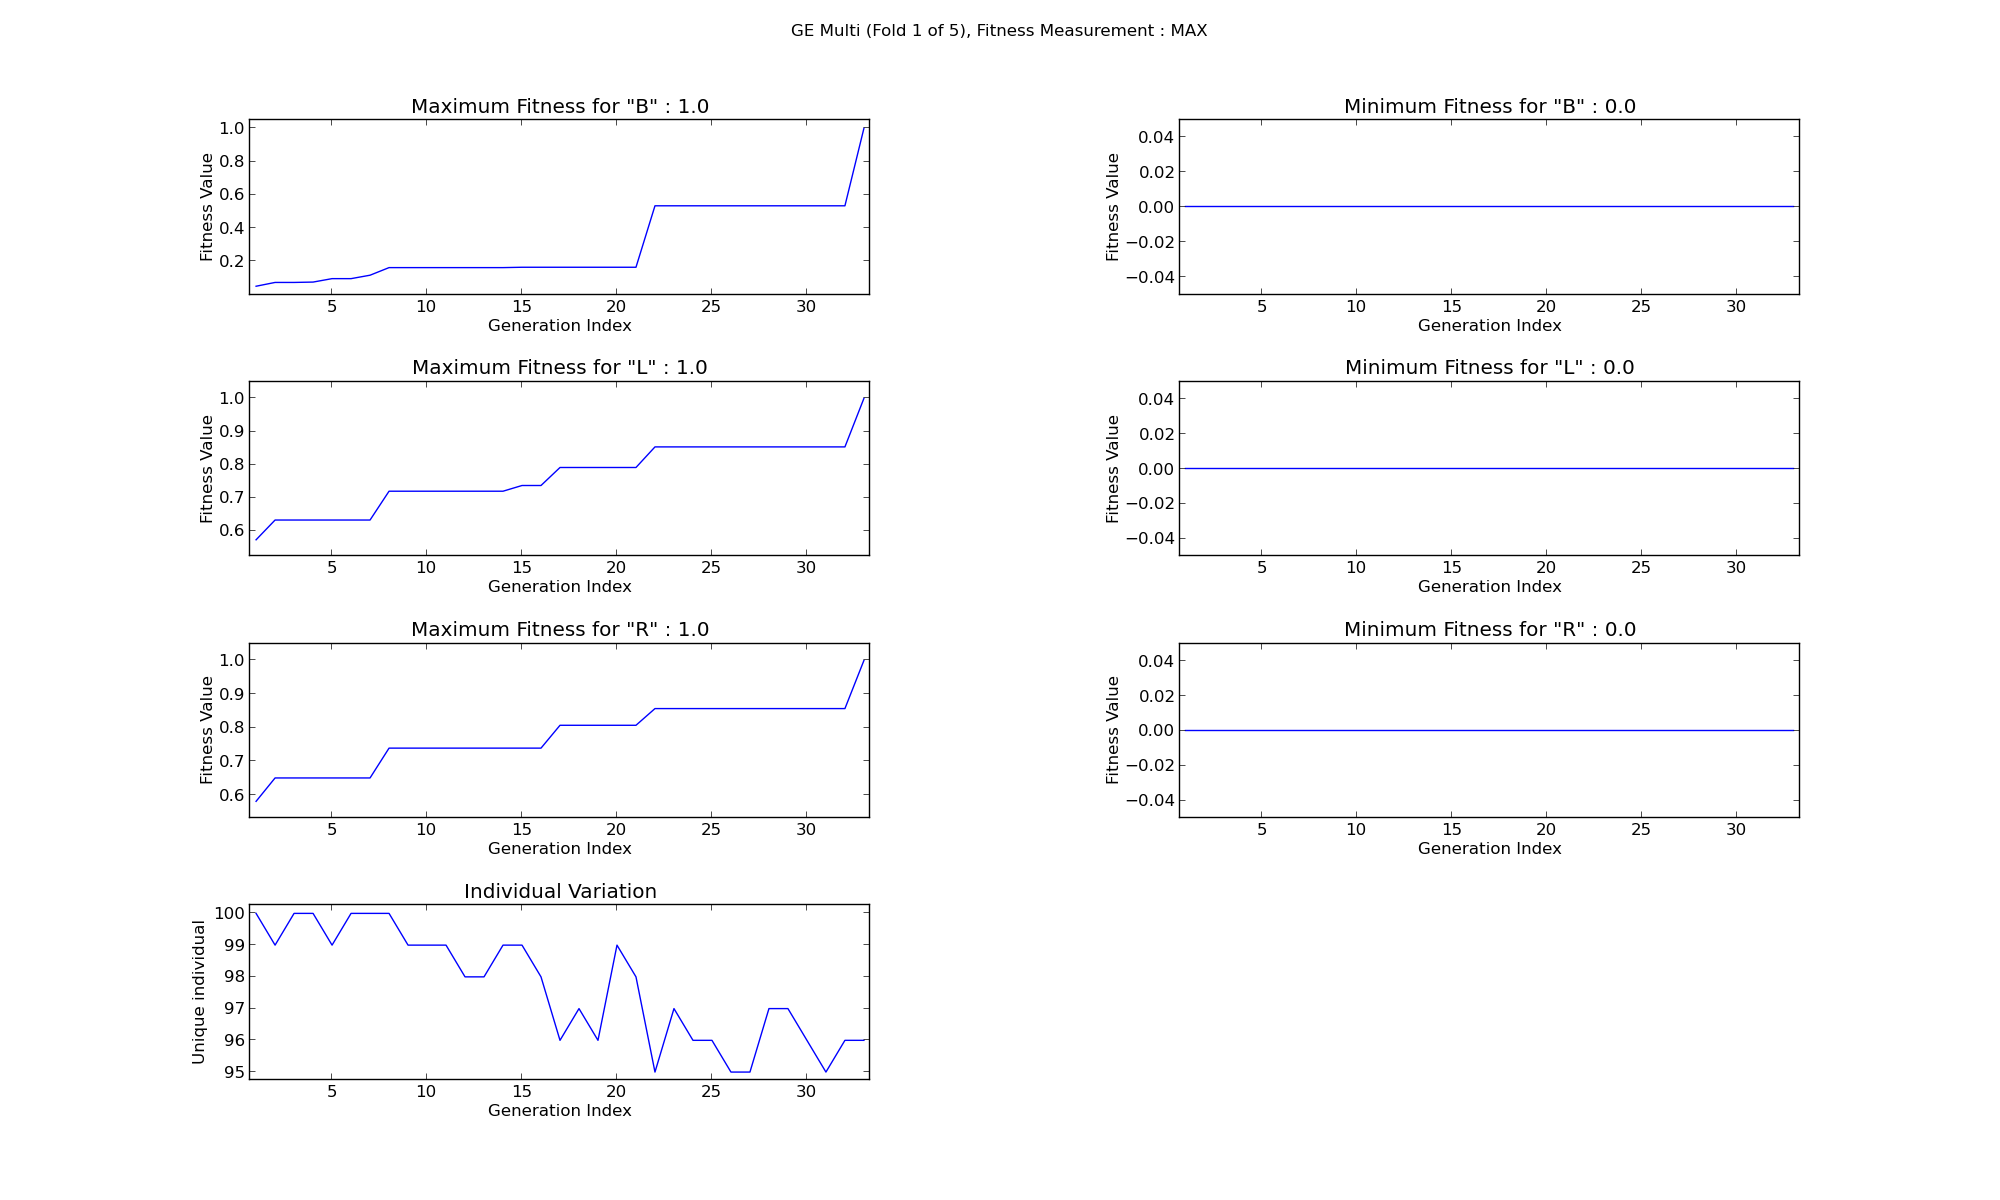 GE Multi (Fold 1 of 5), Fitness Measurement : MAX
Maximum Fitness for "B" : 1.0
Fitness Value
1.0
0.8
0.6
0.4
0.2
5 10 15 20 25 30
Generation Index
Minimum Fitness for "B" : 0.0
Fitness Value
0.04
0.02
0.00
−0.02
−0.04
5 10 15 20 25 30
Generation Index
Maximum Fitness for "L" : 1.0
Fitness Value
1.0
0.9
0.8
0.7
0.6
5 10 15 20 25 30
Generation Index
Minimum Fitness for "L" : 0.0
Fitness Value
0.04
0.02
0.00
−0.02
−0.04
5 10 15 20 25 30
Generation Index
Maximum Fitness for "R" : 1.0
Fitness Value
1.0
0.9
0.8
0.7
0.6
5 10 15 20 25 30
Generation Index
Minimum Fitness for "R" : 0.0
Fitness Value
0.04
0.02
0.00
−0.02
−0.04
5 10 15 20 25 30
Generation Index
Individual Variation
Unique individual
100
99
98
97
96
95
5 10 15 20 25 30
Generation Index